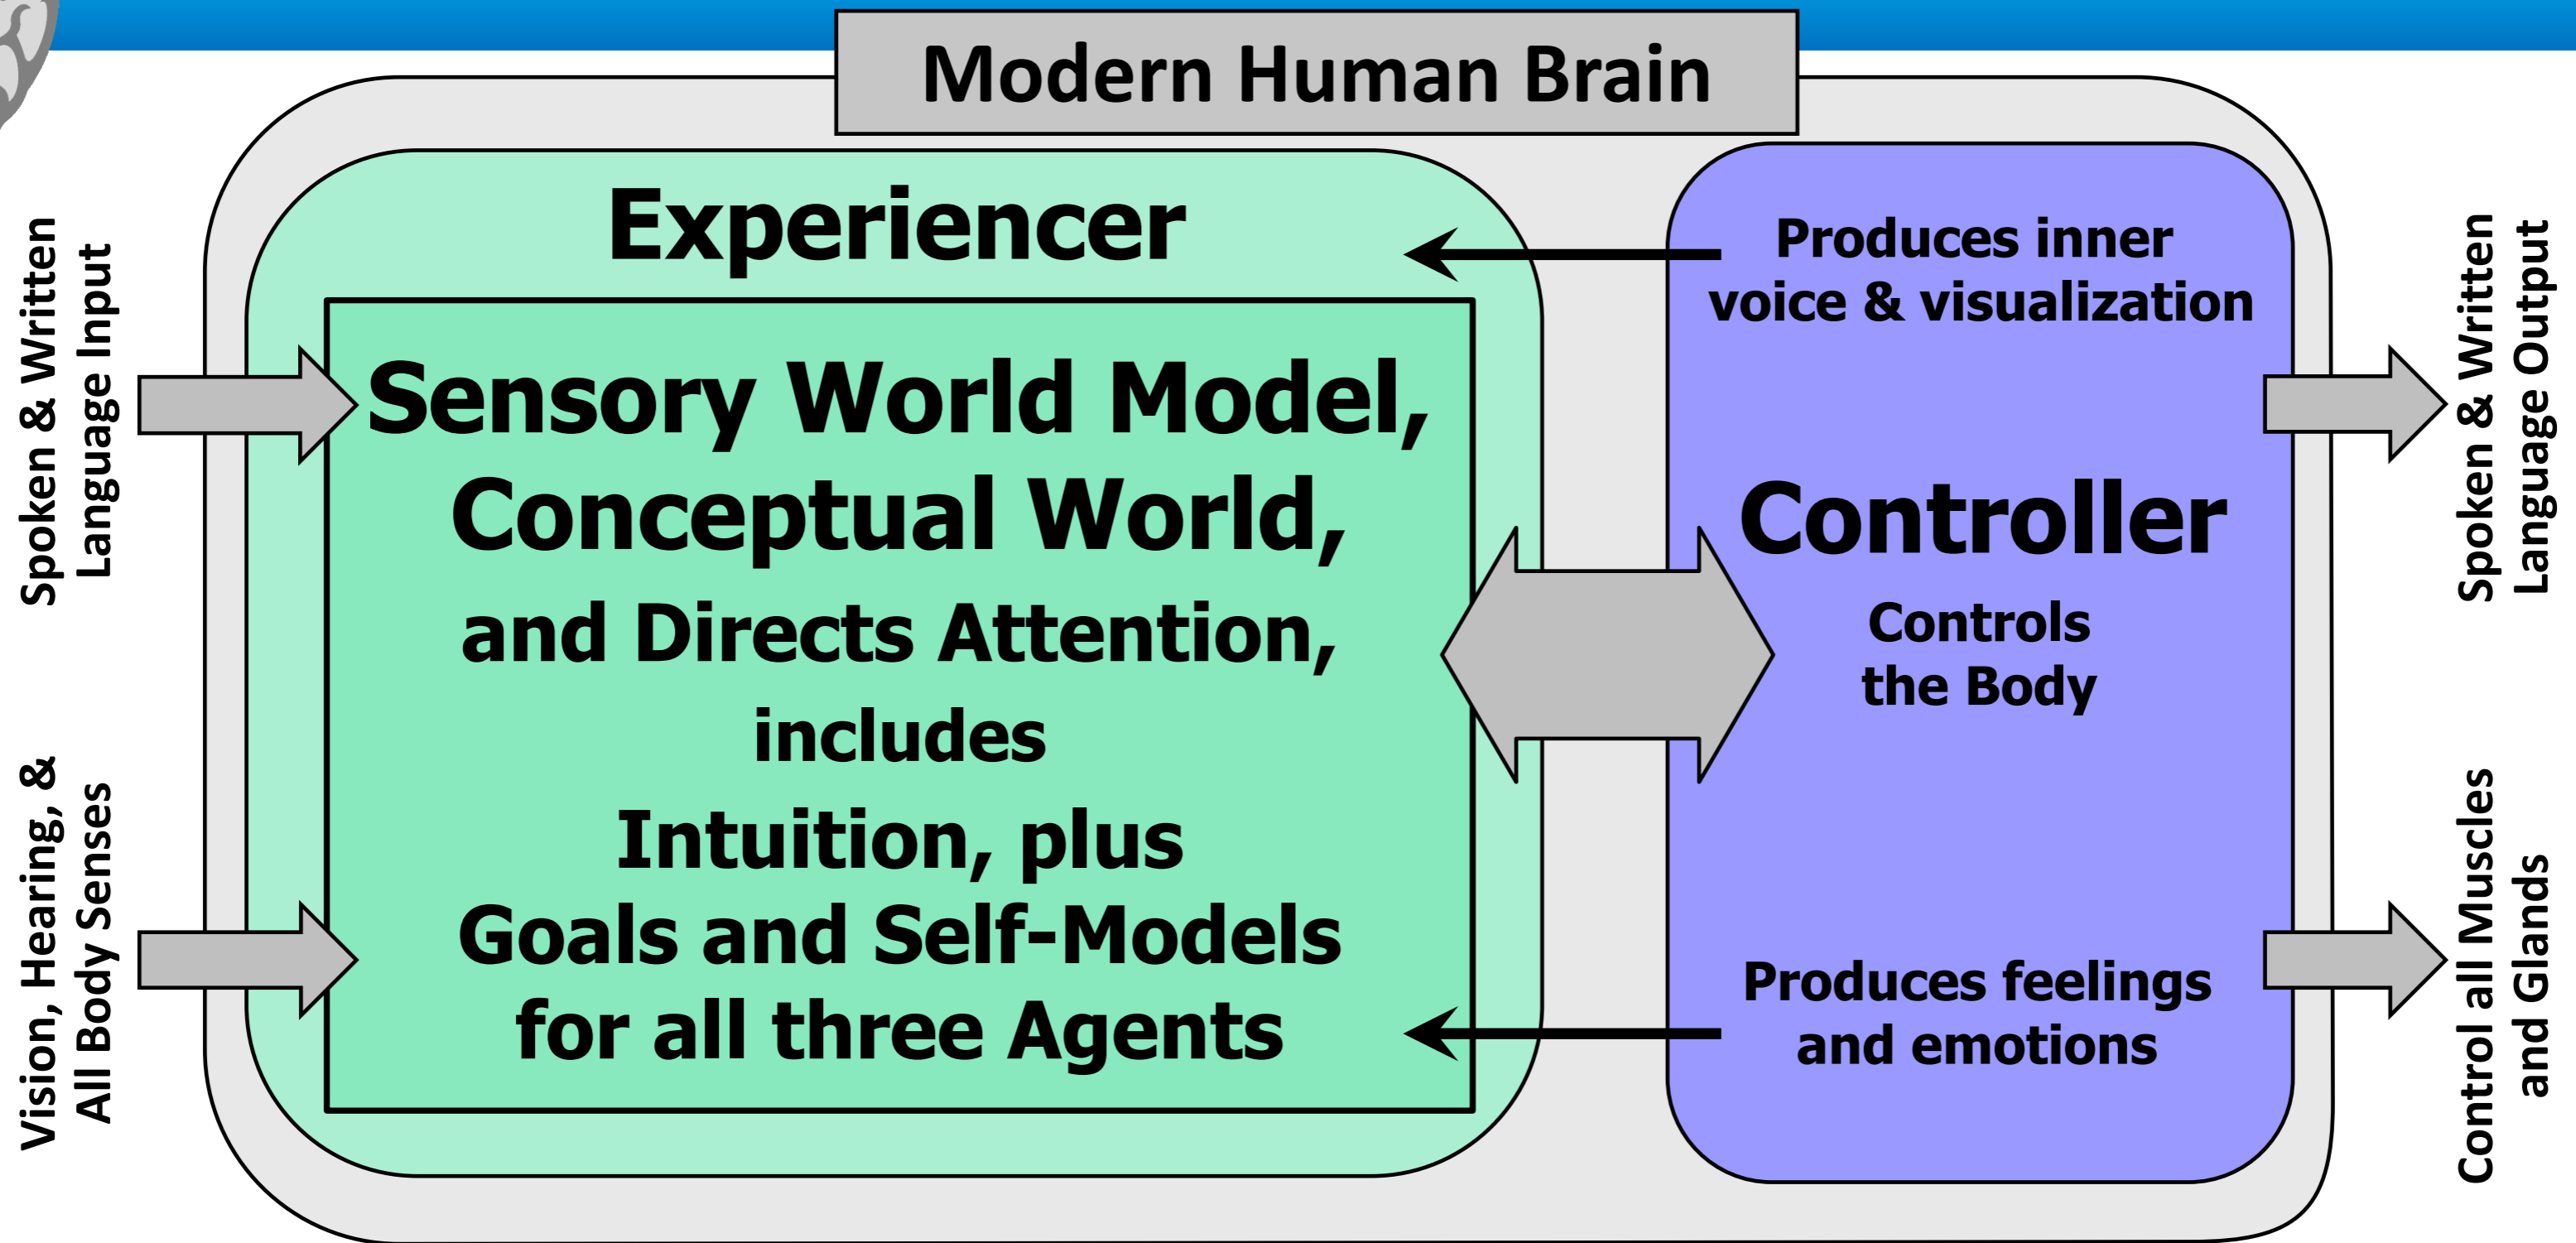 Modern Human Brain
Spoken & Written
Language Input
Vision, Hearing, &
All Body Senses
Experiencer
Sensory World Model,
Conceptual World,
and Directs Attention,
includes
Intuition, plus
Goals and Self-Models
for all three Agents
Produces inner
voice & visualization
Controller
Controls
the Body
Produces feelings
and emotions
Spoken & Written
Language Output
Control all Muscles
and Glands